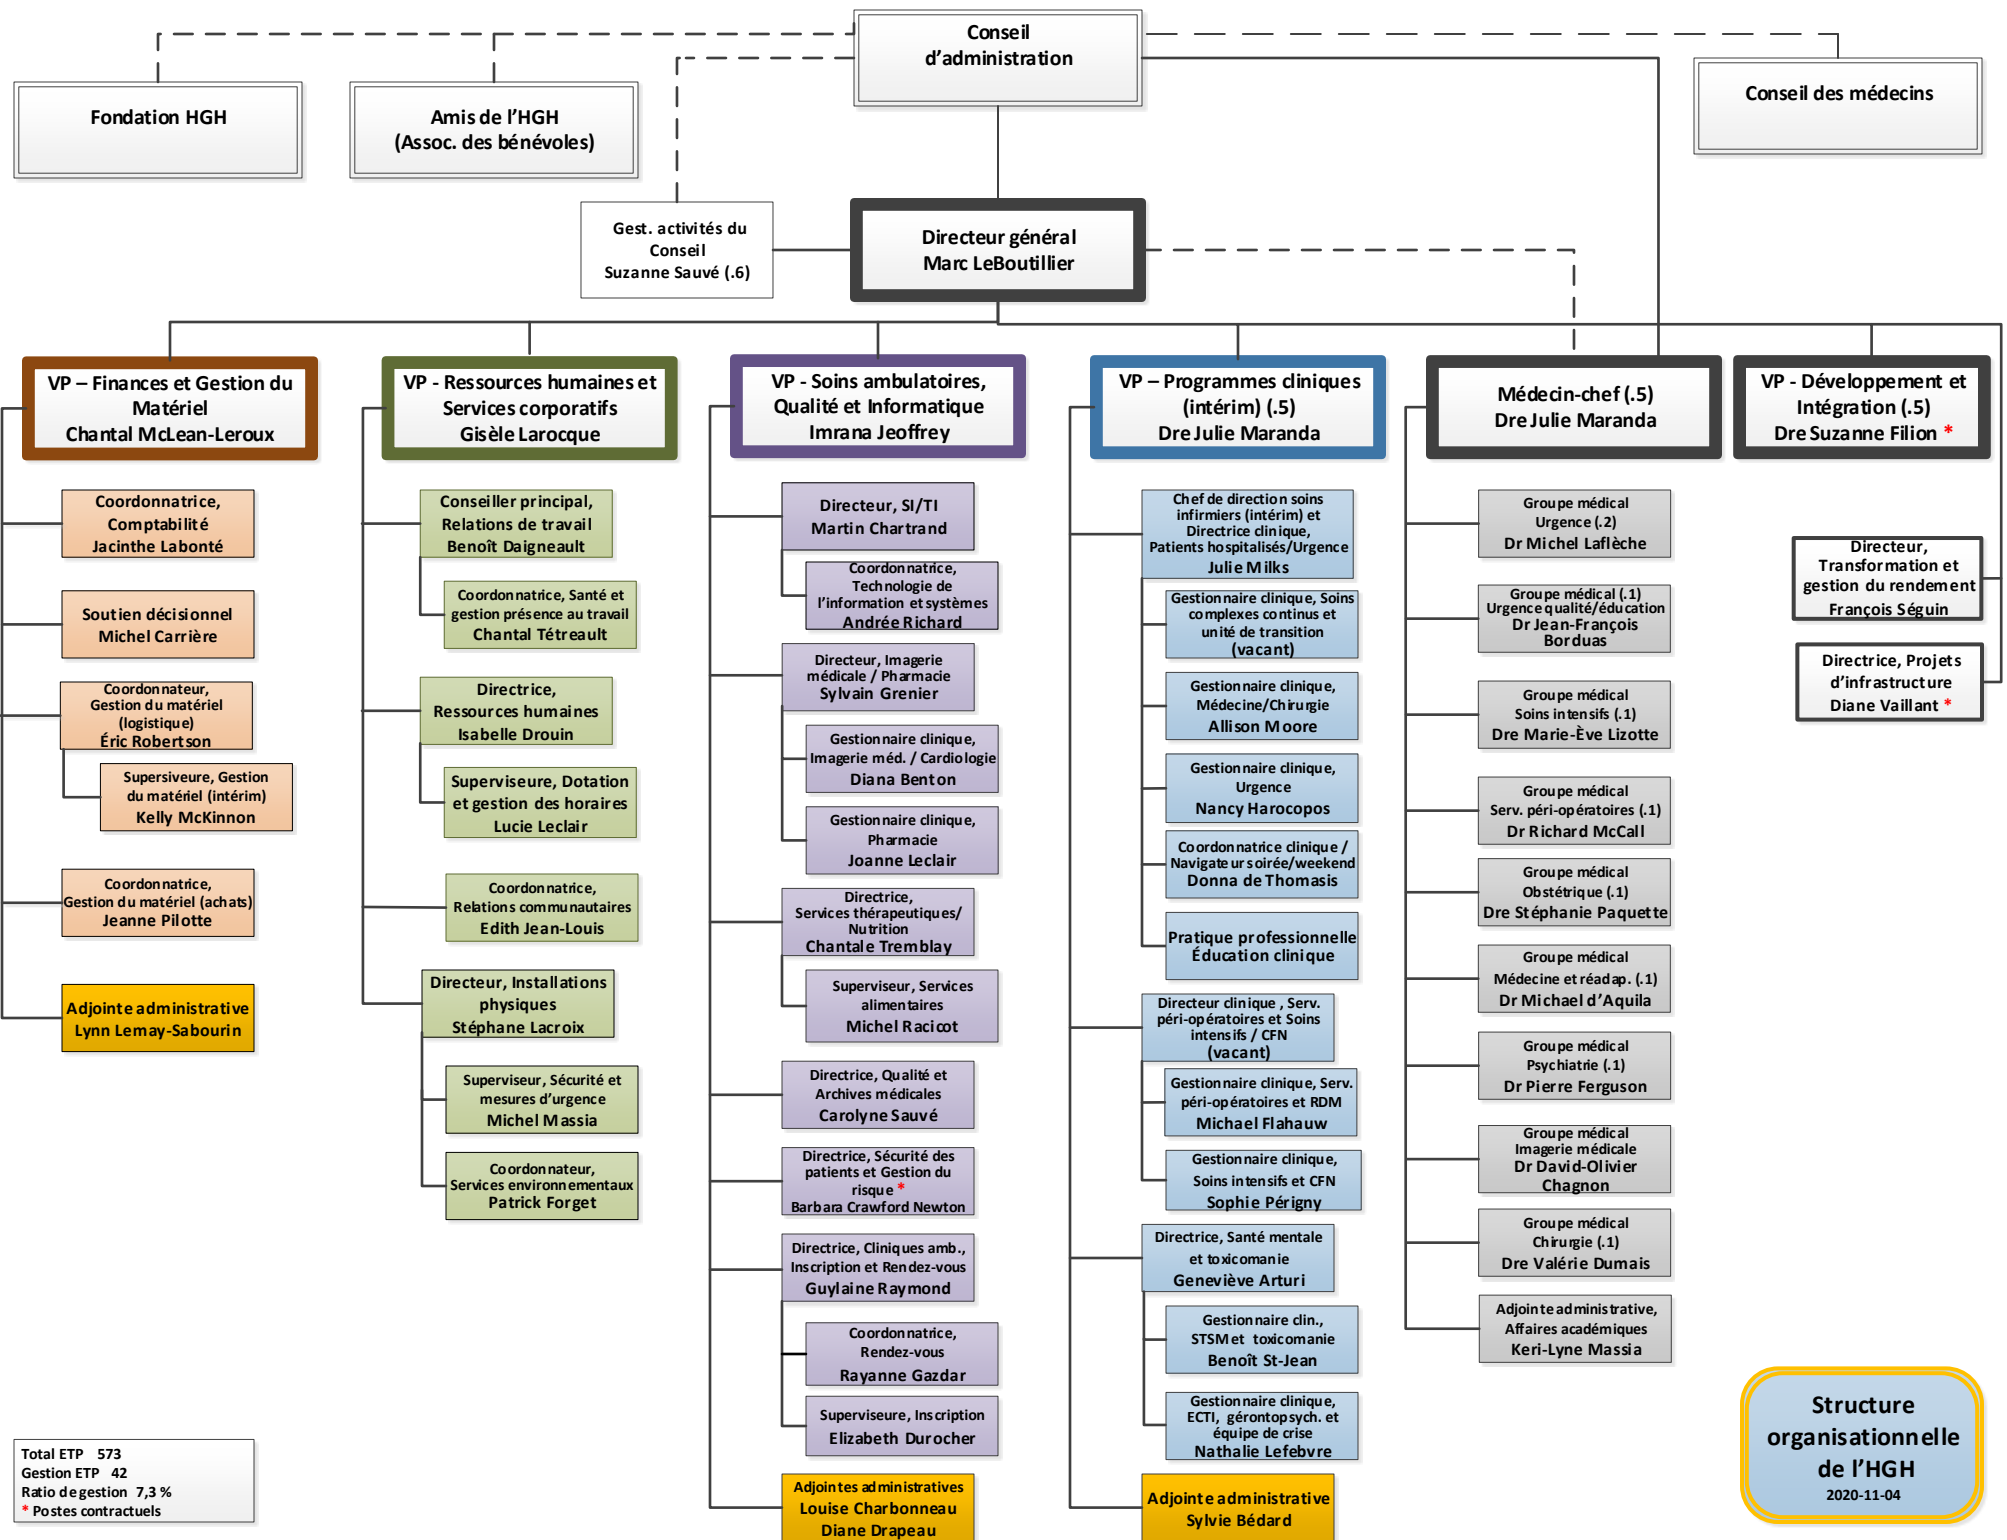 Conseil
d'administration
Fondation HGH
Amis de l'HGH
(Assoc. des bénévoles)
Conseil des médecins
Gest. activités du
Conseil
Suzanne Sauvé (.6)
Directeur général
Marc LeBoutillier
VP – Finances et Gestion du
Matériel
Chantal McLean-Leroux
Coordonnatrice,
Comptabilité
Jacinthe Labonté
Soutien décisionnel
Michel Carrière
Coordonnateur,
Gestion du matériel
(logistique)
Éric Robertson
Supersiveure, Gestion
du matériel (intérim)
Kelly McKinnon
Coordonnatrice,
Gestion du matériel (achats)
Jeanne Pilotte
Adjointe administrative
Lynn Lemay-Sabourin
VP - Ressources humaines et
Services corporatifs
Gisèle Larocque
Conseiller principal,
Relations de travail
Benoît Daigneault
Coordonnatrice, Santé et
gestion présence au travail
Chantal Tétreault
Directrice,
Ressources humaines
Isabelle Drouin
Superviseure, Dotation
et gestion des horaires
Lucie Leclair
Coordonnatrice,
Relations communautaires
Edith Jean-Louis
Directeur, Installations
physiques
Stéphane Lacroix
Superviseur, Sécurité et
mesures d'urgence
Michel Massia
Coordonnateur,
Services environnementaux
Patrick Forget
VP - Soins ambulatoires,
Qualité et Informatique
Imrana Jeoffrey
Directeur, SI/TI
Martin Chartrand
Coordonnatrice,
Technologie de
l'information et systèmes
Andrée Richard
Directeur, Imagerie
médicale / Pharmacie
Sylvain Grenier
Gestionnaire clinique,
Imagerie méd. / Cardiologie
Diana Benton
Gestionnaire clinique,
Pharmacie
Joanne Leclair
Directrice,
Services thérapeutiques/
Nutrition
Chantale Tremblay
Superviseur, Services
alimentaires
Michel Racicot
Directrice, Qualité et
Archives médicales
Carolyne Sauvé
Directrice, Sécurité des
patients et Gestion du
risque *
Barbara Crawford Newton
Directrice, Cliniques amb.,
Inscription et Rendez-vous
Guylaine Raymond
Coordonnatrice,
Rendez-vous
Rayanne Gazdar
Superviseure, Inscription
Elizabeth Durocher
Adjointes administratives
Louise Charbonneau
Diane Drapeau
VP – Programmes cliniques
(intérim) (.5)
Dre Julie Maranda
Chef de direction soins
infirmiers (intérim) et
Directrice clinique,
Patients hospitalisés/Urgence
Julie Milks
Gestionnaire clinique, Soins
complexes continus et
unité de transition
(vacant)
Gestionnaire clinique,
Médecine/Chirurgie
Allison Moore
Gestionnaire clinique,
Urgence
Nancy Harocopos
Coordonnatrice clinique /
Navigateur soirée/weekend
Donna de Thomasis
Pratique professionnelle
Éducation clinique
Directeur clinique , Serv.
péri-opératoires et Soins
intensifs / CFN
(vacant)
Gestionnaire clinique, Serv.
péri-opératoires et RDM
Michael Flahauw
Gestionnaire clinique,
Soins intensifs et CFN
Sophie Périgny
Directrice, Santé mentale
et toxicomanie
Geneviève Arturi
Gestionnaire clin.,
STSM et toxicomanie
Benoît St-Jean
Gestionnaire clinique,
ECTI, gérontopsych. et
équipe de crise
Nathalie Lefebvre
Adjointe administrative
Sylvie Bédard
Médecin-chef (.5)
Dre Julie Maranda
Groupe médical
Urgence (.2)
Dr Michel Laflèche
Groupe médical (.1)
Urgence qualité/éducation
Dr Jean-François
Borduas
Groupe médical
Soins intensifs (.1)
Dre Marie-Ève Lizotte
Groupe médical
Serv. péri-opératoires (.1)
Dr Richard McCall
Groupe médical
Obstétrique (.1)
Dre Stéphanie Paquette
Groupe médical
Médecine et réadap. (.1)
Dr Michael d'Aquila
Groupe médical
Psychiatrie (.1)
Dr Pierre Ferguson
Groupe médical
Imagerie médicale
Dr David-Olivier
Chagnon
Groupe médical
Chirurgie (.1)
Dre Valérie Dumais
Adjointe administrative,
Affaires académiques
Keri-Lyne Massia
VP - Développement et
Intégration (.5)
Dre Suzanne Filion *
Directeur,
Transformation et
gestion du rendement
François Séguin
Directrice, Projets
d'infrastructure
Diane Vaillant *
Total ETP 573
Gestion ETP 42
Ratio de gestion 7,3 %
* Postes contractuels
Structure
organisationnelle
de l'HGH
2020-11-04